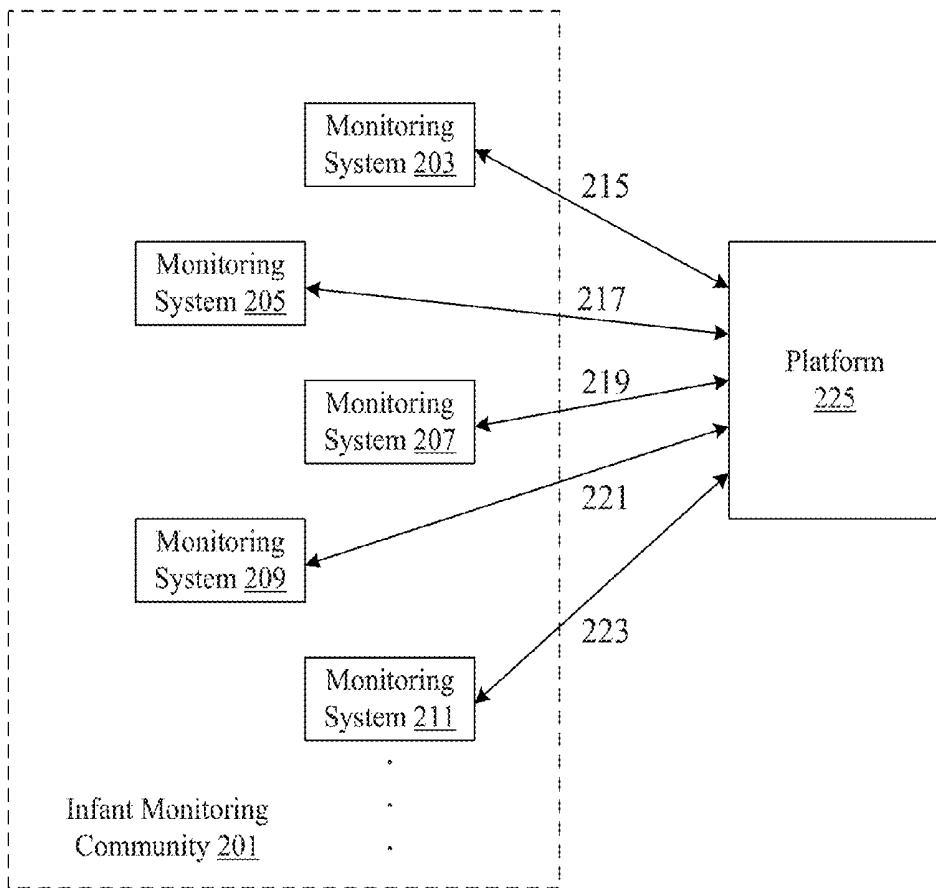 Monitoring
System 203
215
Monitoring
System 205
217
Platform
225
219
Monitoring
System 207
221
Monitoring
System 209
223
Monitoring
System 211
Infant Monitoring
Community 201